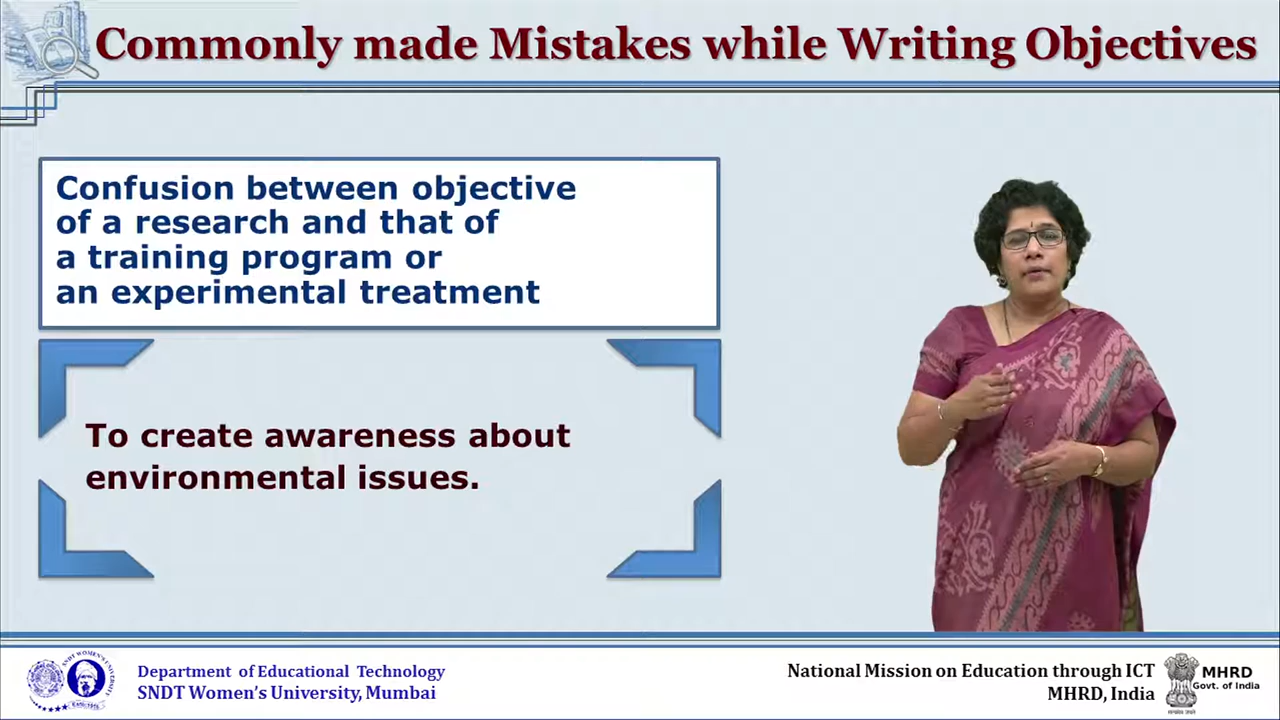 Commonly made Mistakes while Writing Objectives
Confusion between objective
of a research and that of
a training program or
an experimental treatment
To create awareness about
environmental issues.
Department of Educational Technology
SNDT Women's University, Mumbai
National Mission on Education through ICT
MHRD, India
MHRD
Govt. of India